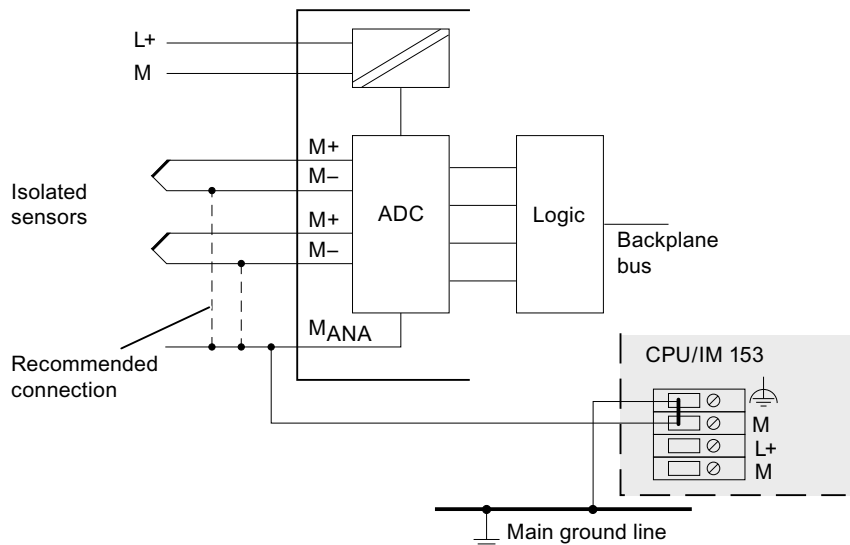 L+
M
M+
M–
Isolated
sensors
M+
M–
ADC
Logic
Backplane
bus
MANA
Recommended
connection
CPU/IM 153
M
L+
M
Main ground line